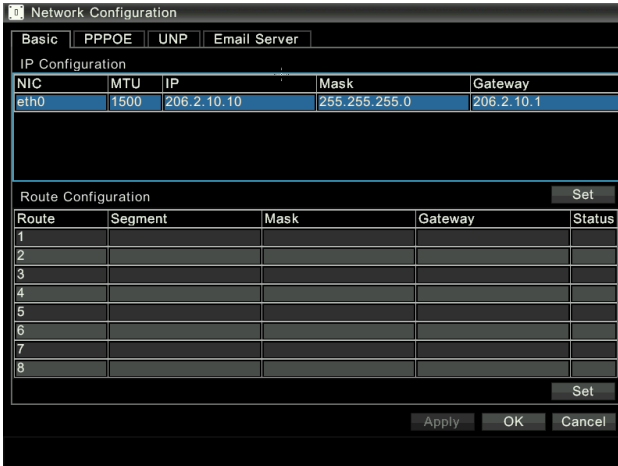 Network Configuration
Basic PPPOE UNP Email Server
IP Configuration
NIC MTU IP Mask Gateway
eth0 1500 206.2.10.10 255.255.255.0 206.2.10.1
Route Configuration Set
Route Segment Mask Gateway Status
1
2
3
4
5
6
7
8
Set
Apply OK Cancel